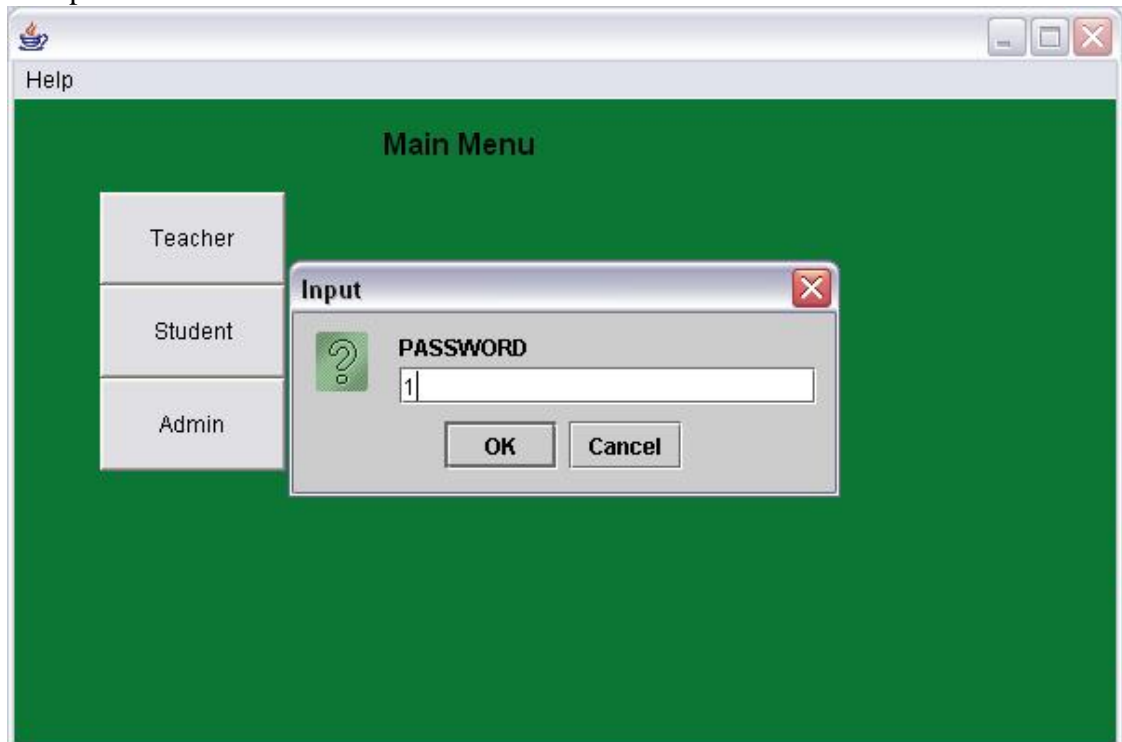 Help
Main Menu
Teacher
Input
Student
PASSWORD
1
Admin
OK Cancel